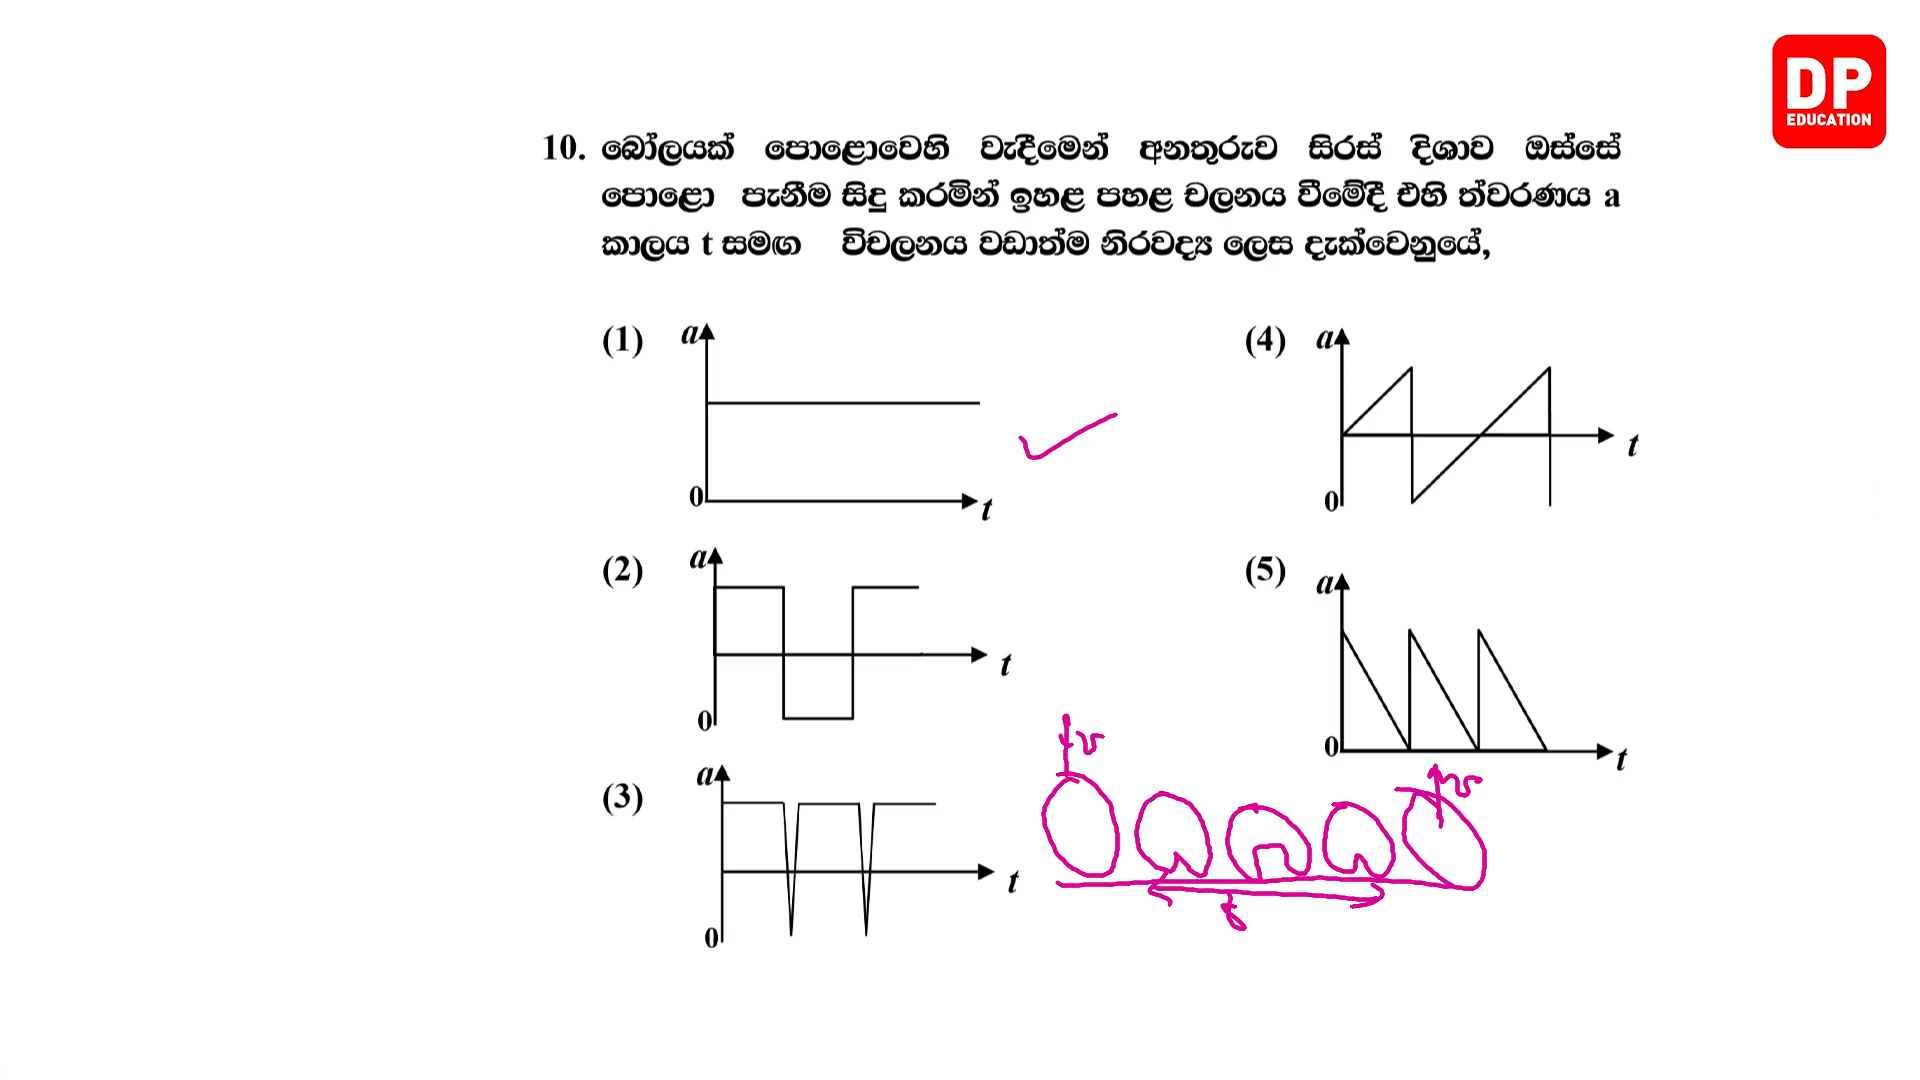 DP
EDUCATION
10. බෝලයක් පොළොවෙහි වැදීමෙන් අනතුරුව සිරස් දිශාව ඔස්සේ
පොළො පැනීම සිදු කරමින් ඉහළ පහළ චලනය වීමේදී එහි ත්වරණය a
කාලය t සමඟ විචලනය වඩාත්ම නිරවද්‍ය ලෙස දැක්වෙනුයේ,
(1) a
0 t
(2) a
t
0
(3) a
t
0
(4) a
t
0
(5) a
0 t
v
v
t